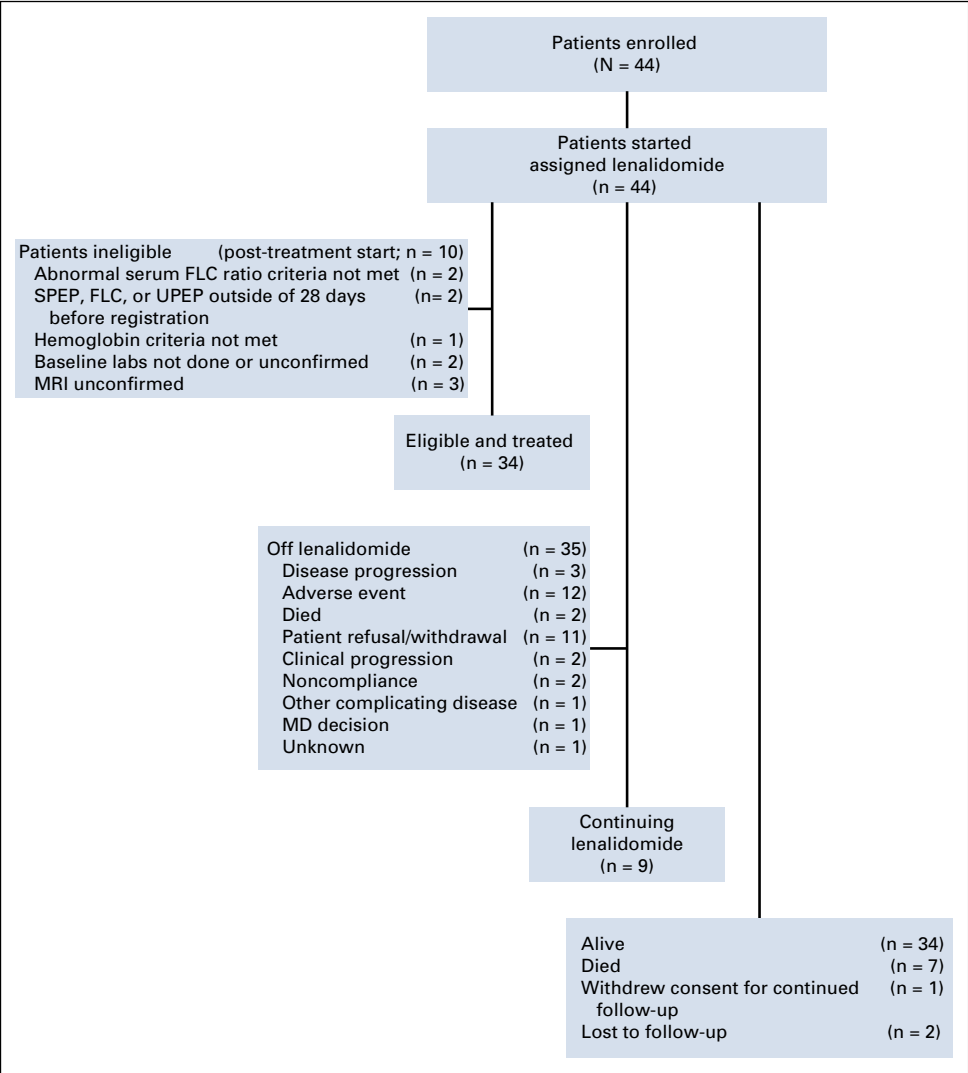 Patients enrolled
(N = 44)
Patients started
assigned lenalidomide
(n = 44)
Patients ineligible (post-treatment start; n = 10)
Abnormal serum FLC ratio criteria not met (n = 2)
SPEP, FLC, or UPEP outside of 28 days (n= 2)
before registration
Hemoglobin criteria not met (n = 1)
Baseline labs not done or unconfirmed (n = 2)
MRI unconfirmed (n = 3)
Eligible and treated
(n = 34)
Off lenalidomide (n = 35)
Disease progression (n = 3)
Adverse event (n = 12)
Died (n = 2)
Patient refusal/withdrawal (n = 11)
Clinical progression (n = 2)
Noncompliance (n = 2)
Other complicating disease (n = 1)
MD decision (n = 1)
Unknown (n = 1)
Continuing
lenalidomide
(n = 9)
Alive (n = 34)
Died (n = 7)
Withdrew consent for continued (n = 1)
follow-up
Lost to follow-up (n = 2)